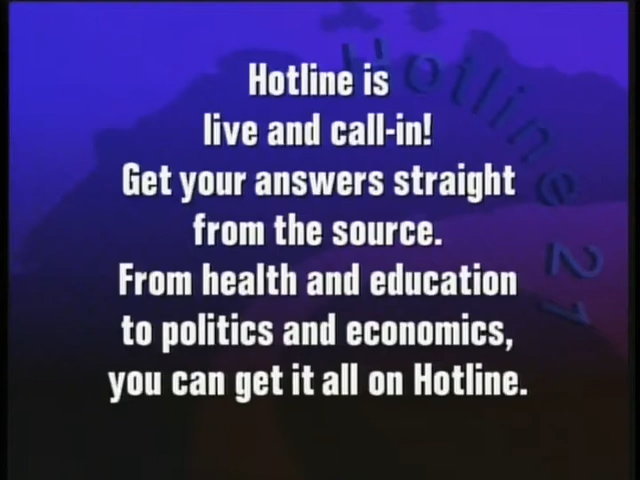 Hotline is
live and call-in!
Get your answers straight
from the source.
From health and education
to politics and economics,
you can get it all on Hotline.
Hotline 21